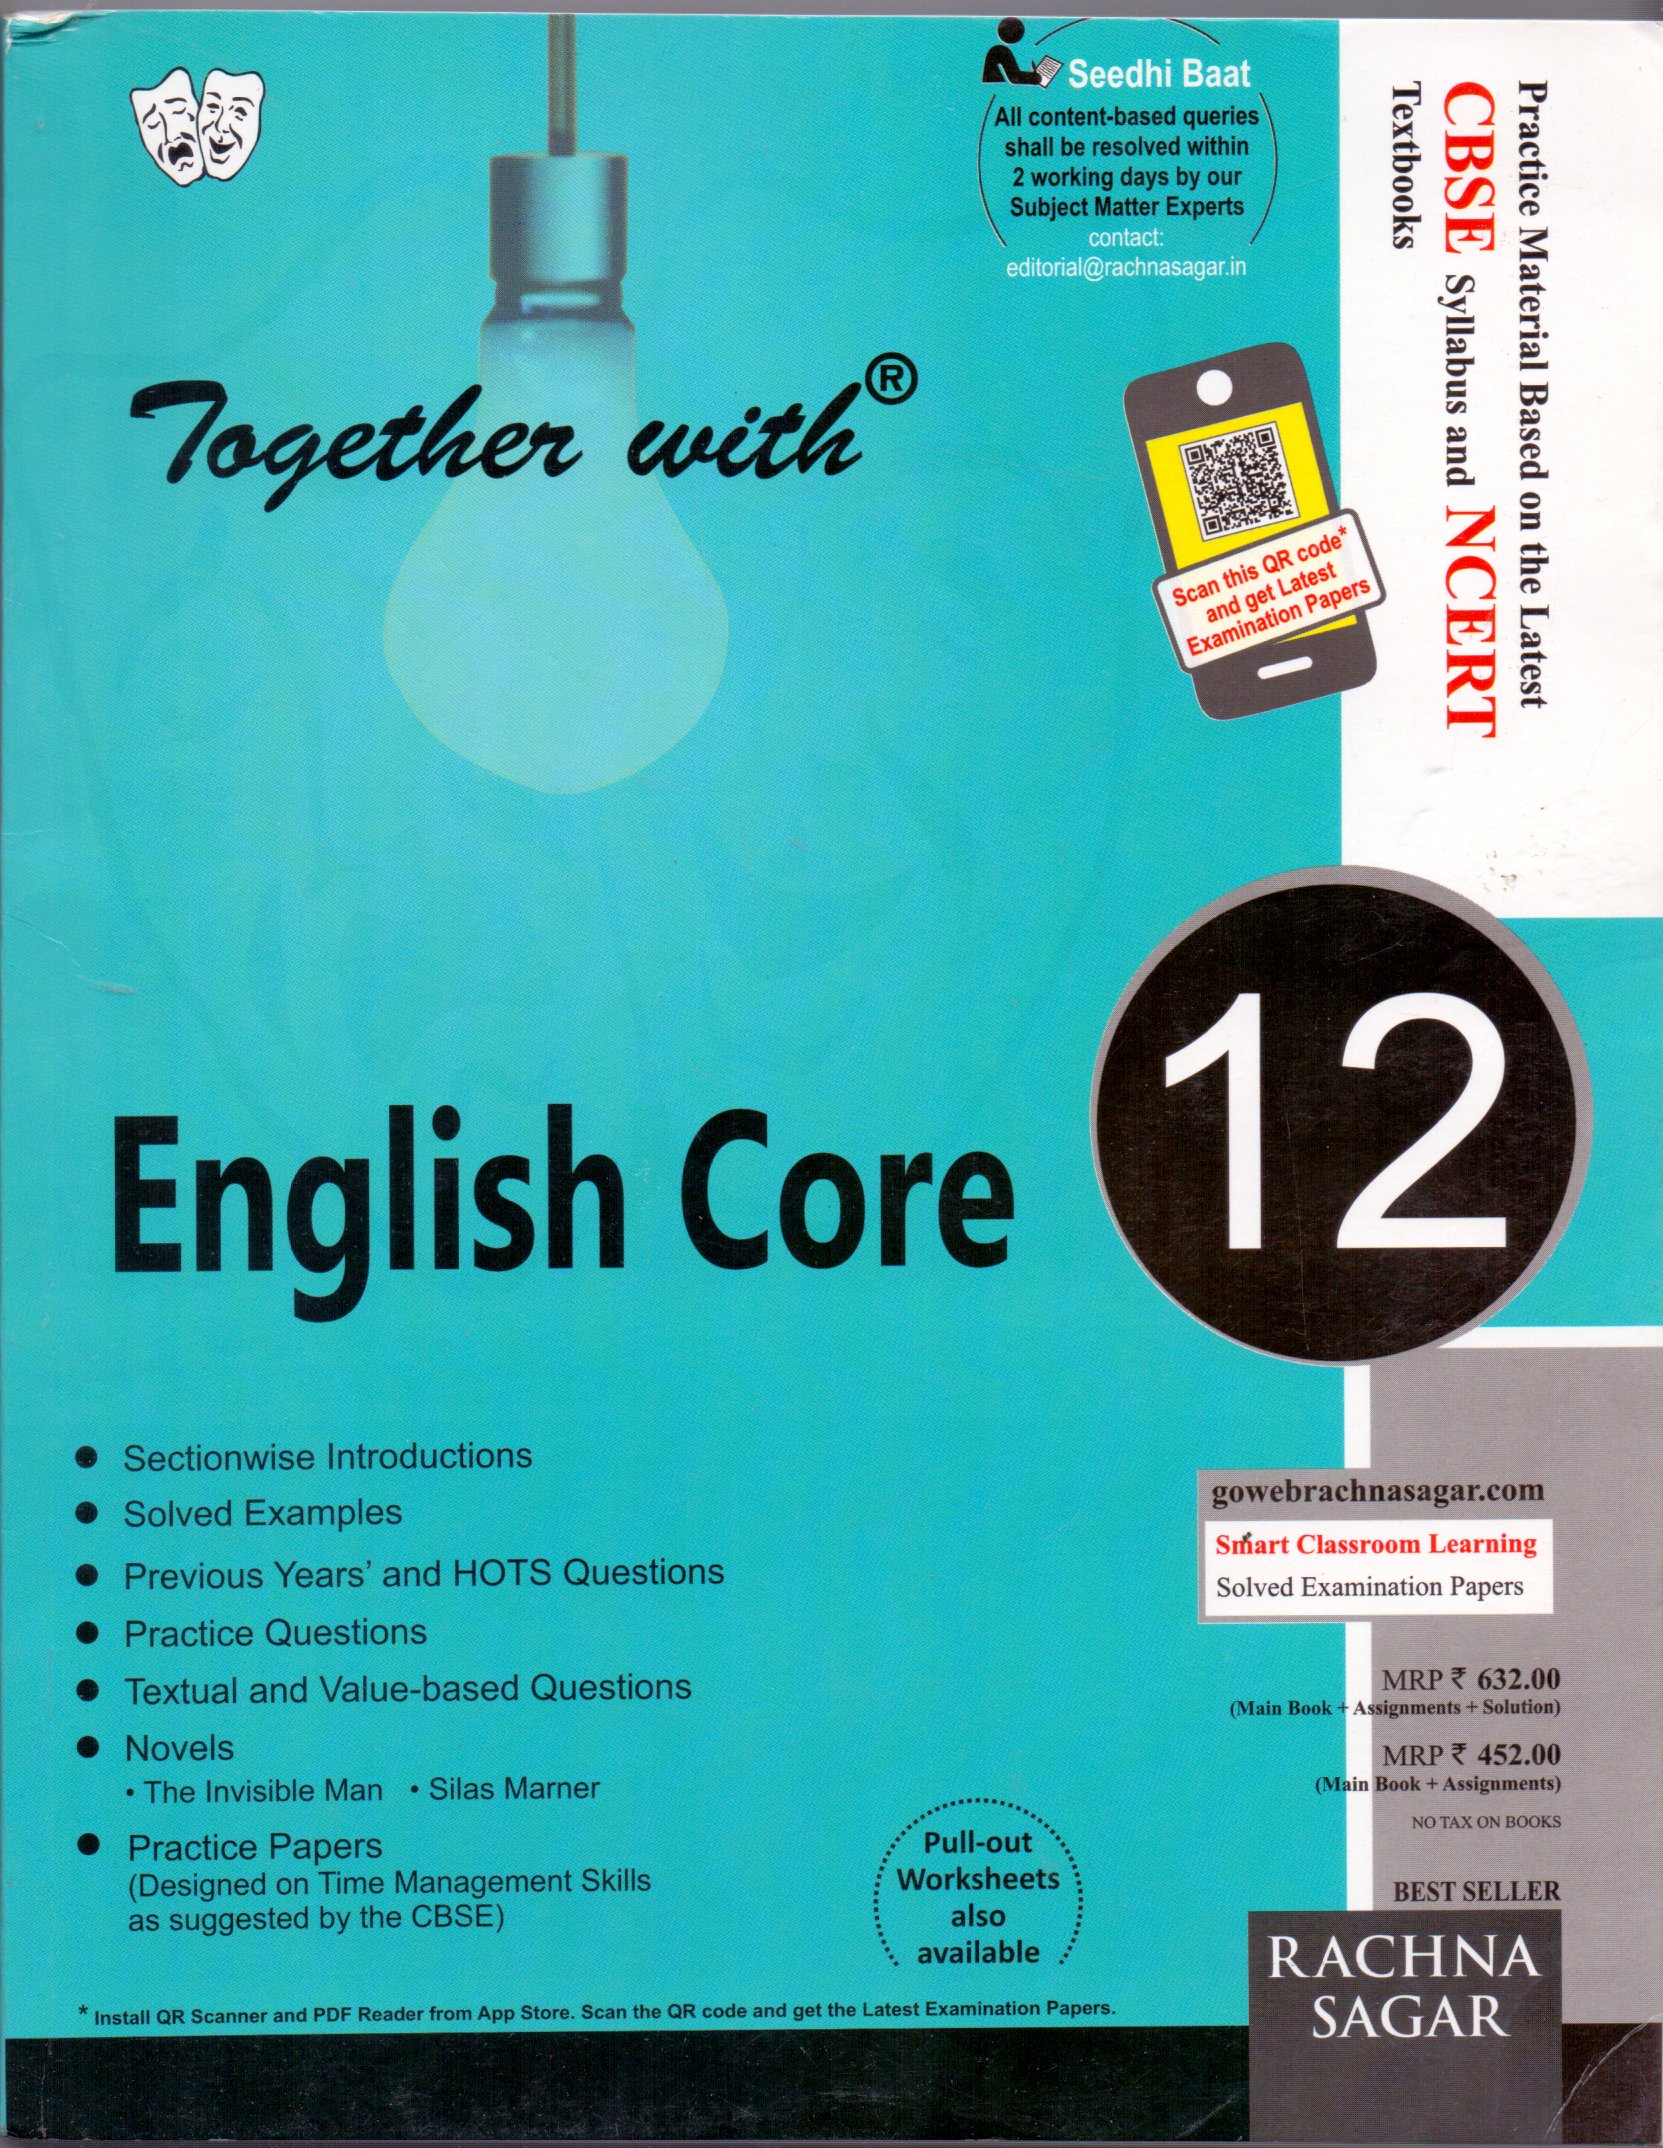 Seedhi Baat
All content-based queries
shall be resolved within
2 working days by our
Subject Matter Experts
contact:
editorial@rachnasagar.in
Practice Material Based on the Latest
CBSE Syllabus and NCERT
Textbooks
Together with®
Scan this QR code*
and get Latest
Examination Papers
12
English Core
● Sectionwise Introductions
● Solved Examples
● Previous Years' and HOTS Questions
● Practice Questions
● Textual and Value-based Questions
● Novels
• The Invisible Man • Silas Marner
● Practice Papers
(Designed on Time Management Skills
as suggested by the CBSE)
Pull-out
Worksheets
also
available
gowebrachnasagar.com
Smart Classroom Learning
Solved Examination Papers
MRP ₹ 632.00
(Main Book + Assignments + Solution)
MRP ₹ 452.00
(Main Book + Assignments)
NO TAX ON BOOKS
BEST SELLER
RACHNA
SAGAR
* Install QR Scanner and PDF Reader from App Store. Scan the QR code and get the Latest Examination Papers.